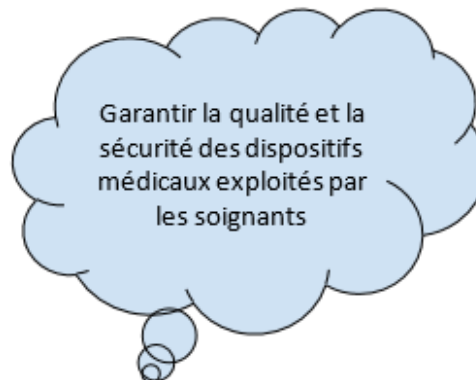 Garantir la qualité et la
sécurité des dispositifs
médicaux exploités par
les soignants